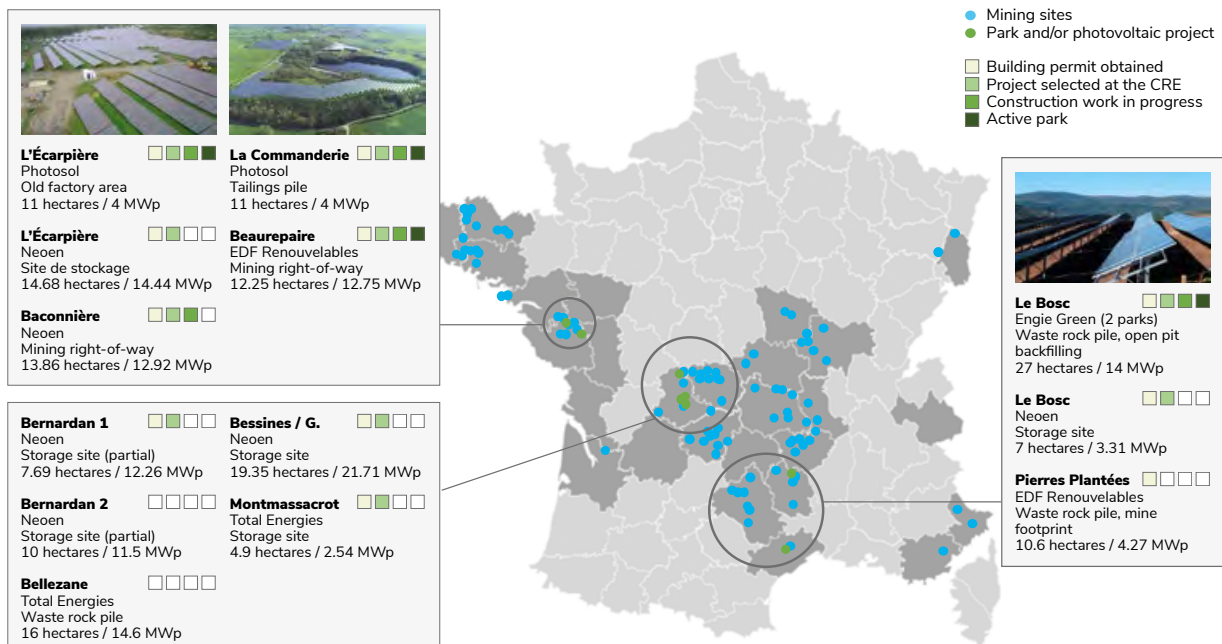 Mining sites
Park and/or photovoltaic project
Building permit obtained
Project selected at the CRE
Construction work in progress
Active park
L'Écarpière
Photosol
Old factory area
11 hectares / 4 MWp
La Commanderie
Photosol
Tailings pile
11 hectares / 4 MWp
L'Écarpière
Neoen
Site de stockage
14.68 hectares / 14.44 MWp
Beaurepaire
EDF Renouvelables
Mining right-of-way
12.25 hectares / 12.75 MWp
Baconnière
Neoen
Mining right-of-way
13.86 hectares / 12.92 MWp
Bernardan 1
Neoen
Storage site (partial)
7.69 hectares / 12.26 MWp
Bessines / G.
Neoen
Storage site
19.35 hectares / 21.71 MWp
Bernardan 2
Neoen
Storage site (partial)
10 hectares / 11.5 MWp
Montmassacrot
Total Energies
Storage site
4.9 hectares / 2.54 MWp
Bellezane
Total Energies
Waste rock pile
16 hectares / 14.6 MWp
Le Bosc
Engie Green (2 parks)
Waste rock pile, open pit
backfilling
27 hectares / 14 MWp
Le Bosc
Neoen
Storage site
7 hectares / 3.31 MWp
Pierres Plantées
EDF Renouvelables
Waste rock pile, mine
footprint
10.6 hectares / 4.27 MWp